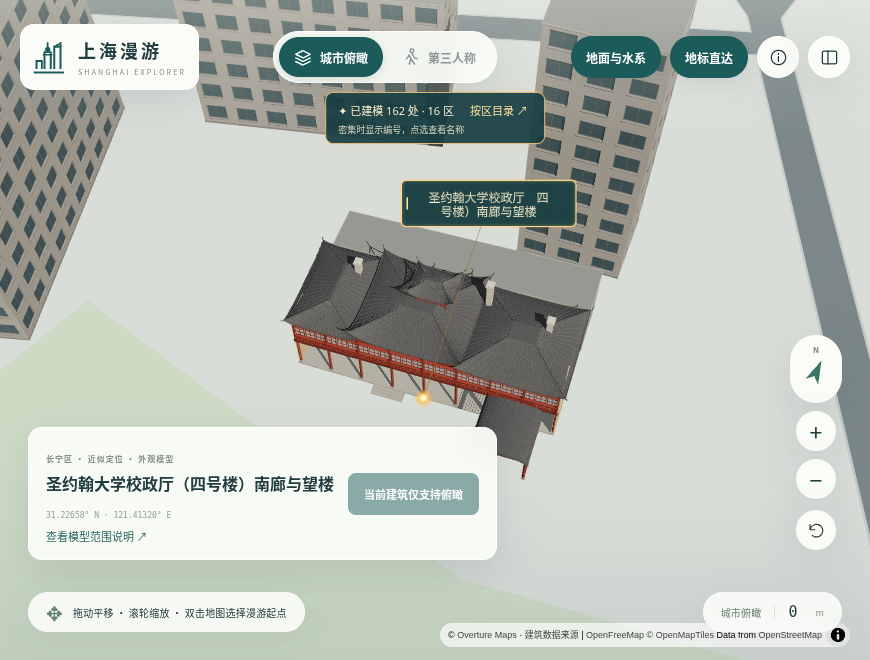 上海漫游
SHANGHAI EXPLORER
城市俯瞰
第三人称
地面与水系
地标直达
✦ 已建模 162 处 · 16 区 按区目录 ↗
密集时显示编号，点选查看名称
圣约翰大学校政厅 四
号楼）南廊与望楼
N
长宁区 · 近似定位 · 外观模型
圣约翰大学校政厅（四号楼）南廊与望楼
当前建筑仅支持俯瞰
31.22658° N · 121.41320° E
查看模型范围说明 ↗
拖动平移 · 滚轮缩放 · 双击地图选择漫游起点
城市俯瞰 0 m
© Overture Maps · 建筑数据来源 | OpenFreeMap © OpenMapTiles Data from OpenStreetMap